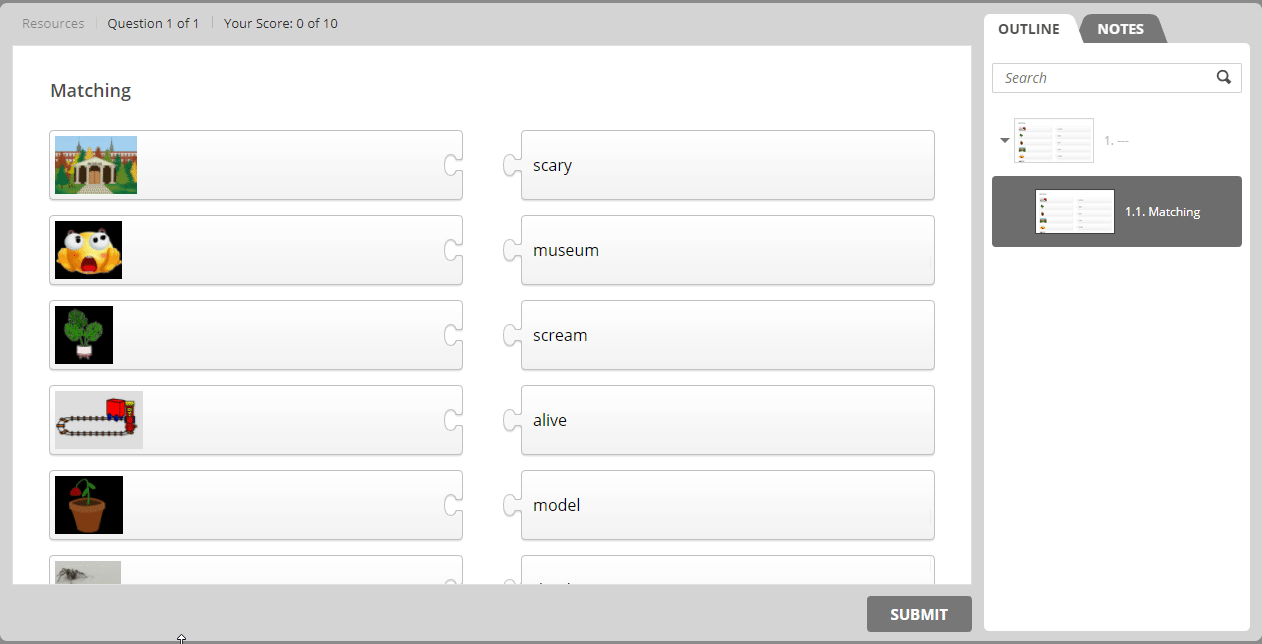 Resources Question 1 of 1 Your Score: 0 of 10
OUTLINE NOTES
Search
Matching
scary
museum
scream
alive
model
1. ---
1.1. Matching
SUBMIT